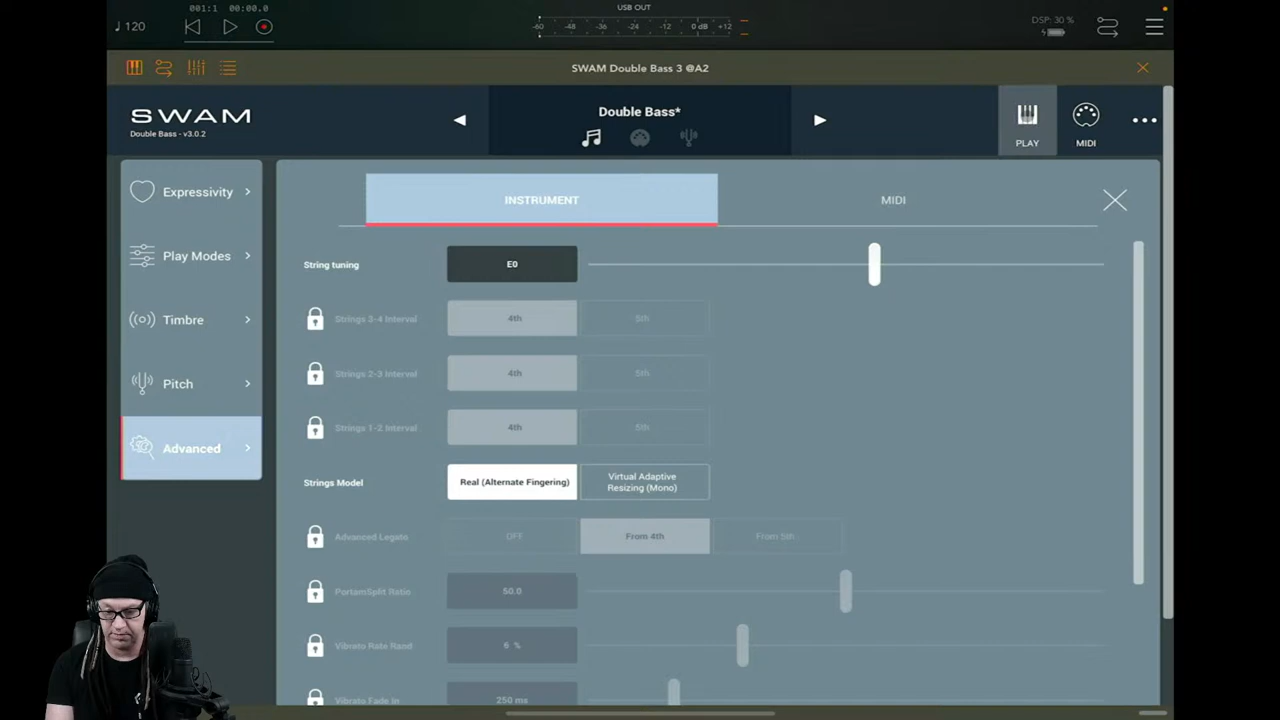 USB OUT
001:1 00:00.0
♩ 120
-60 -48 -36 -24 -12 0 dB +12
DSP: 30 %
SWAM Double Bass 3 @A2
SWAM
Double Bass - v3.0.2
Double Bass*
PLAY
MIDI
Expressivity
Play Modes
Timbre
Pitch
Advanced
INSTRUMENT
MIDI
String tuning
E0
Strings 3-4 Interval
4th
5th
Strings 2-3 Interval
4th
5th
Strings 1-2 Interval
4th
5th
Strings Model
Real (Alternate Fingering)
Virtual Adaptive
Resizing (Mono)
Advanced Legato
OFF
From 4th
From 5th
PortamSplit Ratio
50.0
Vibrato Rate Rand
6 %
Vibrato Fade In
250 ms